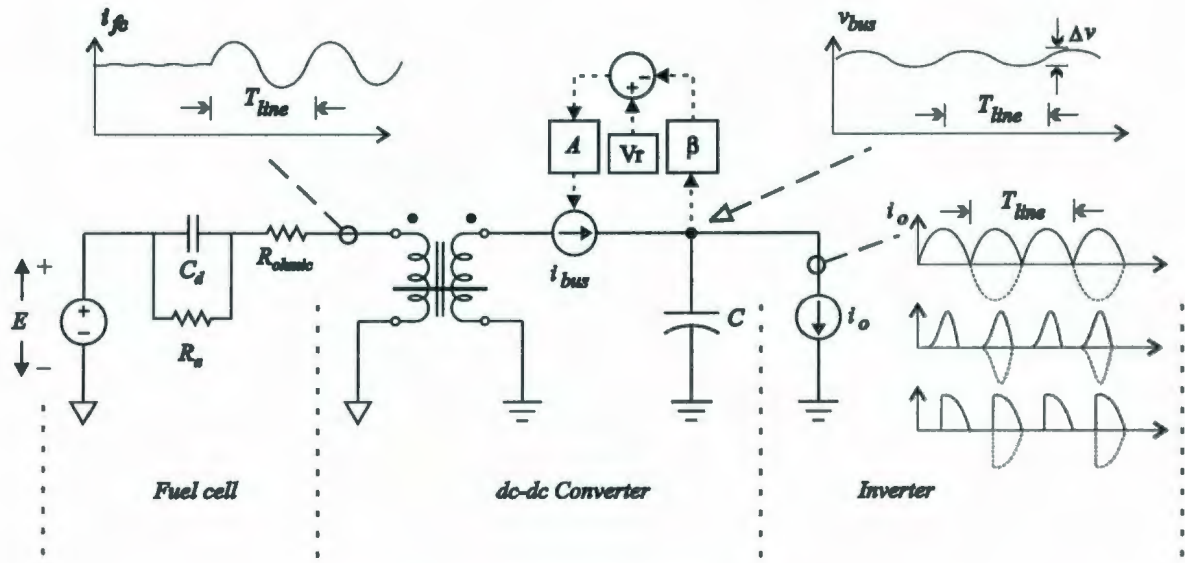 i_fc
T_line
v_bus
Δv
T_line
A
Vr
β
+ -
i_o
T_line
C_d
R_ohmic
i_bus
C
i_o
+
E
-
+
-
R_a
Fuel cell
dc-dc Converter
Inverter